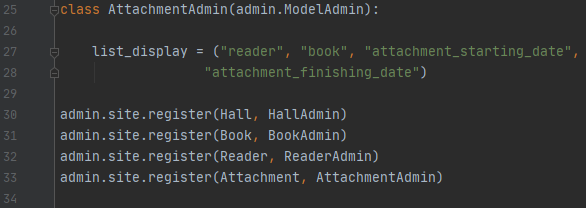 25 class AttachmentAdmin(admin.ModelAdmin):
26
27 list_display = ("reader", "book", "attachment_starting_date",
28 "attachment_finishing_date")
30 admin.site.register(Hall, HallAdmin)
31 admin.site.register(Book, BookAdmin)
32 admin.site.register(Reader, ReaderAdmin)
33 admin.site.register(Attachment, AttachmentAdmin)
34